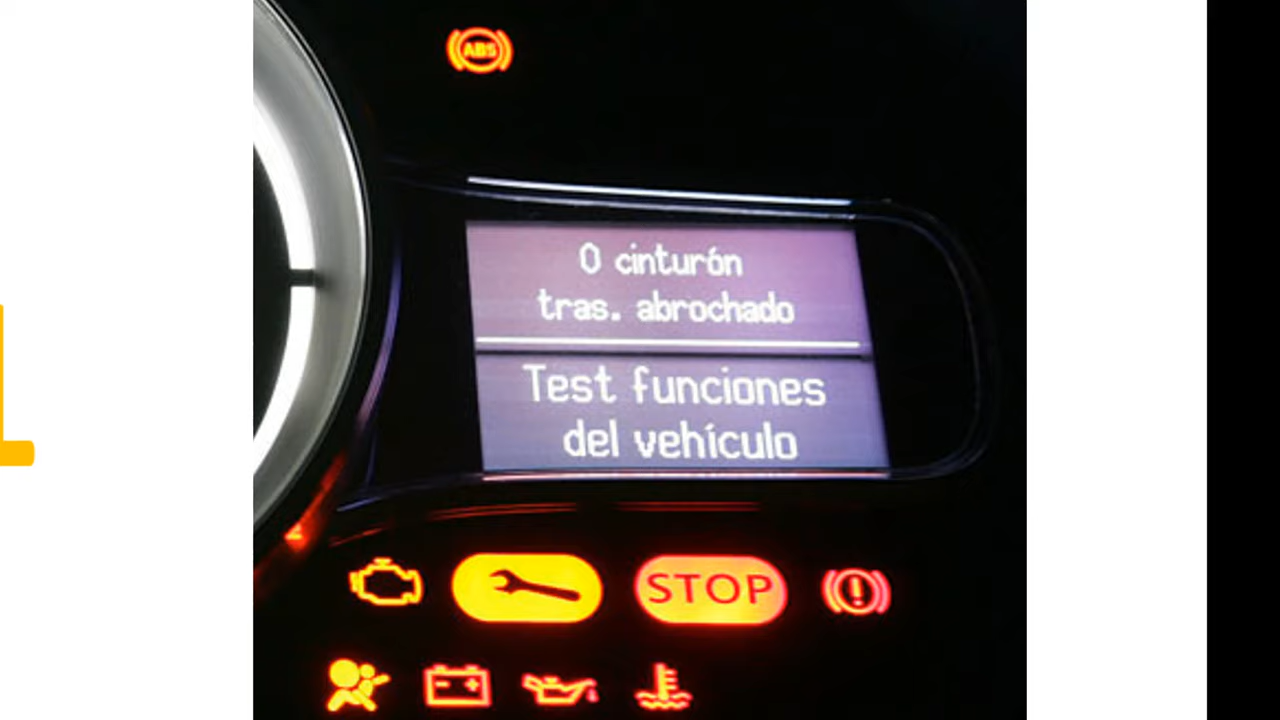 ABS
0 cinturón
tras. abrochado
Test funciones
del vehículo
STOP